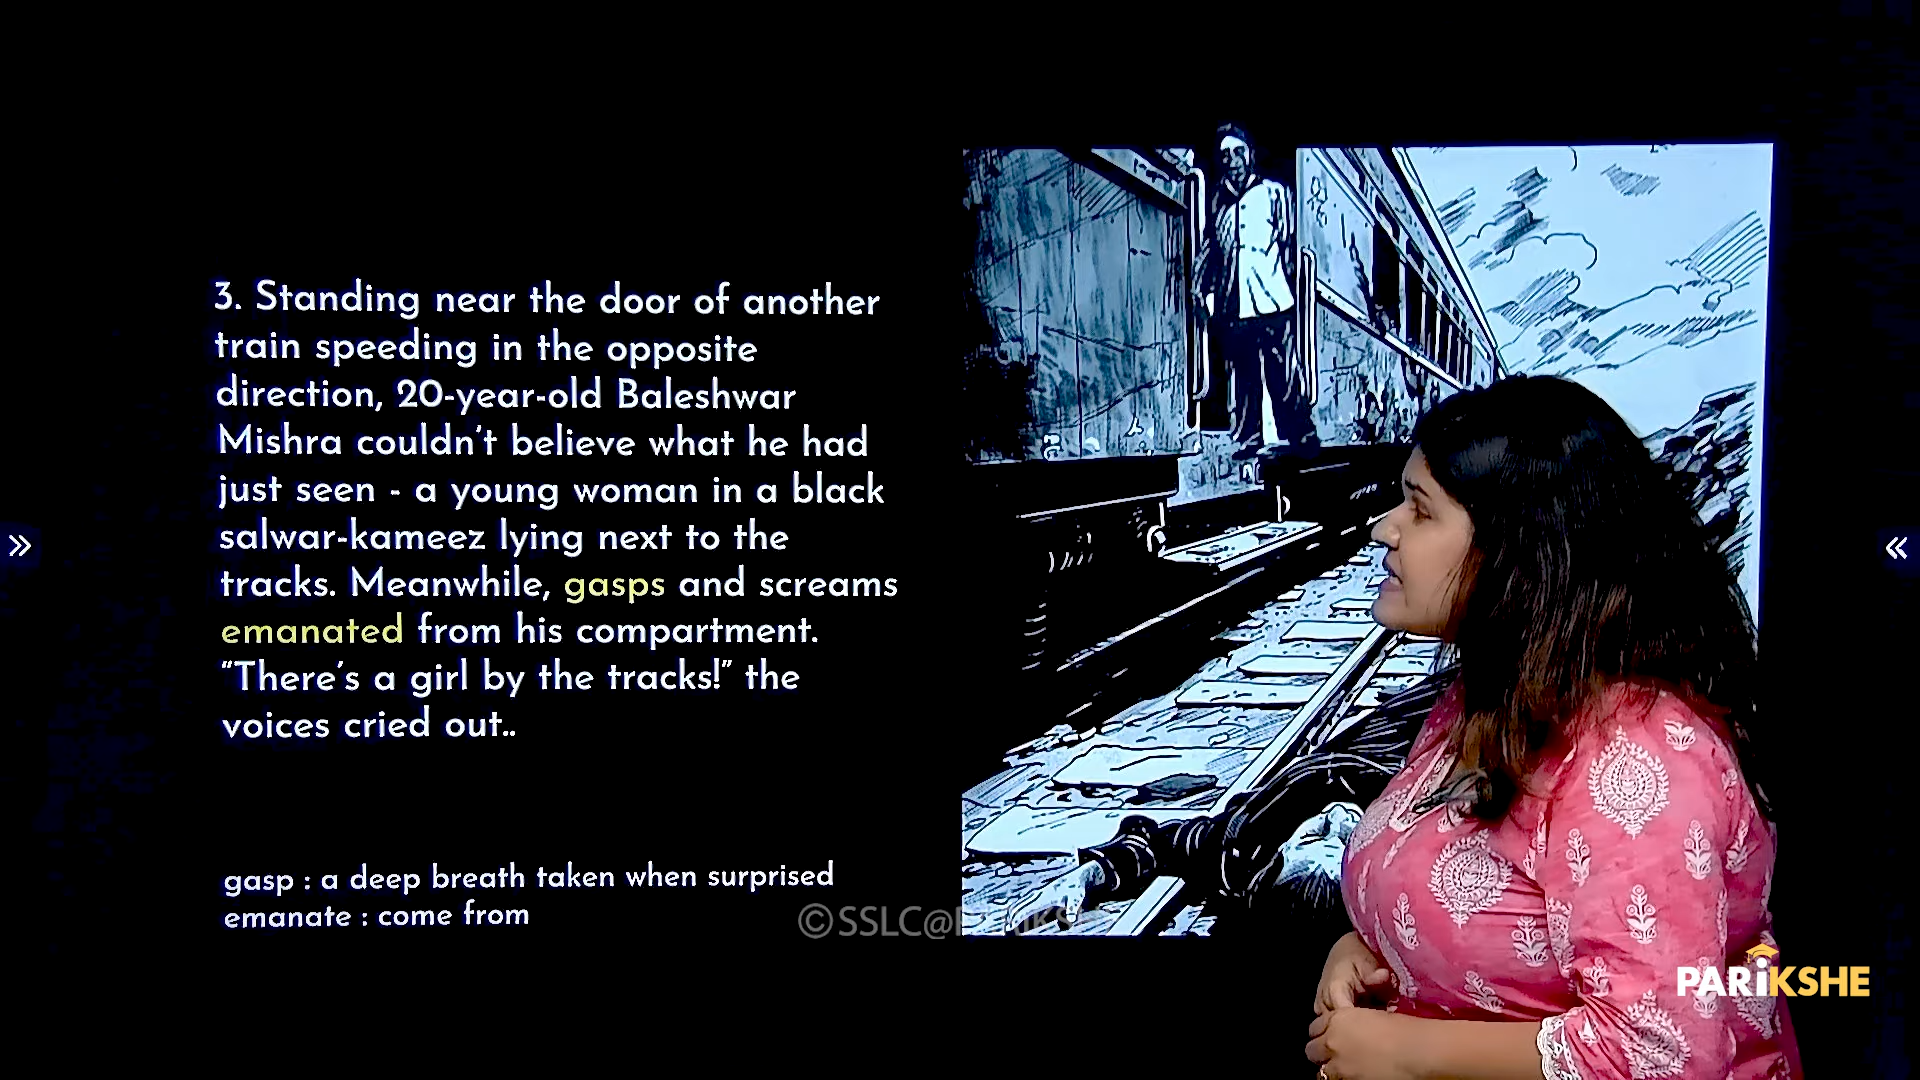 3. Standing near the door of another
train speeding in the opposite
direction, 20-year-old Baleshwar
Mishra couldn't believe what he had
just seen - a young woman in a black
salwar-kameez lying next to the
tracks. Meanwhile, gasps and screams
emanated from his compartment.
"There's a girl by the tracks!" the
voices cried out..
gasp : a deep breath taken when surprised
emanate : come from
©SSLC@
PARIKSHE